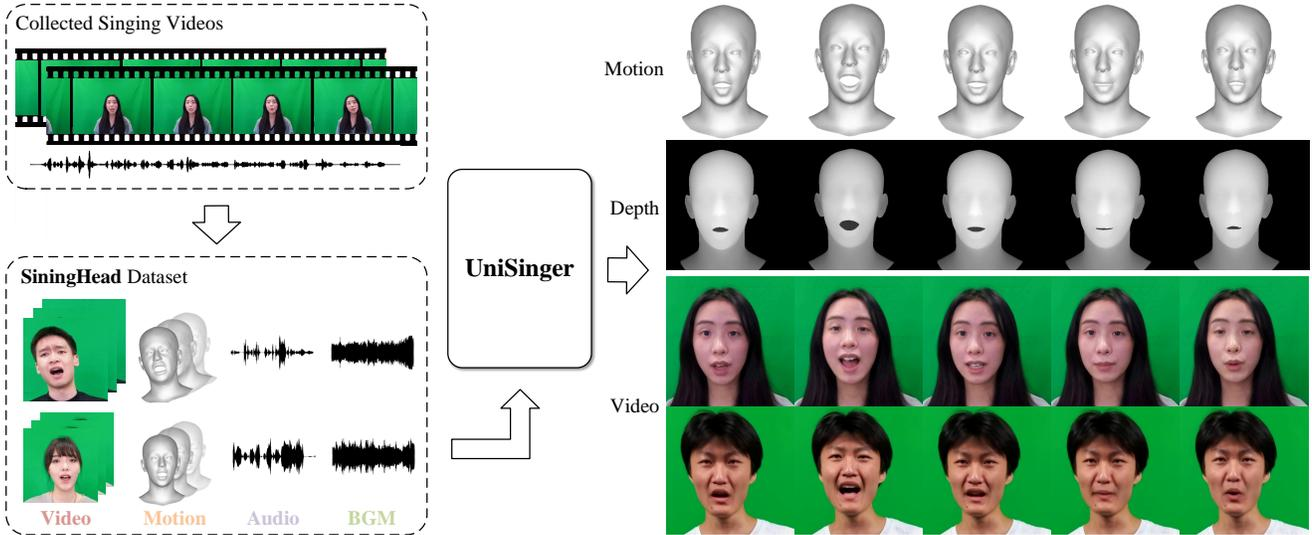 Collected Singing Videos
SiningHead Dataset
Video Motion Audio BGM
UniSinger
Motion
Depth
Video